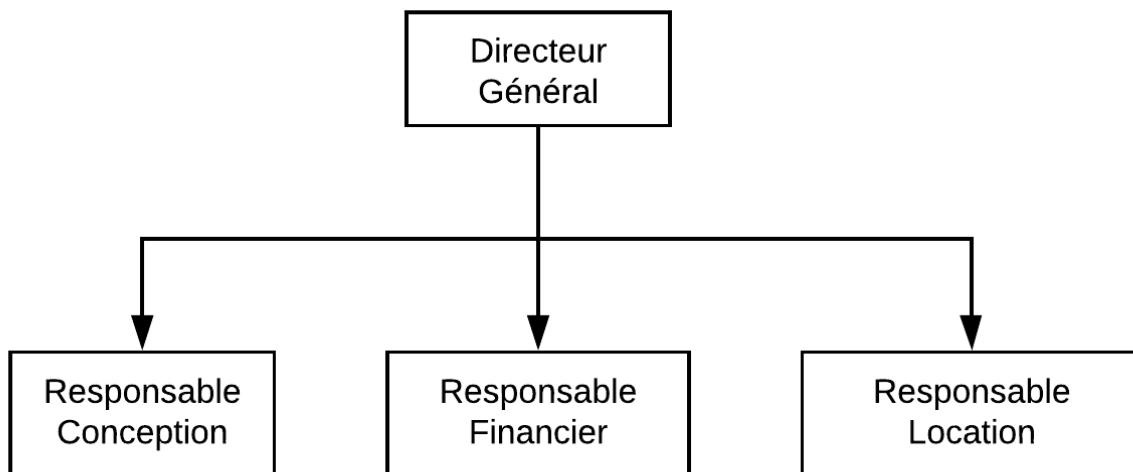 Directeur
Général
Responsable
Conception
Responsable
Financier
Responsable
Location